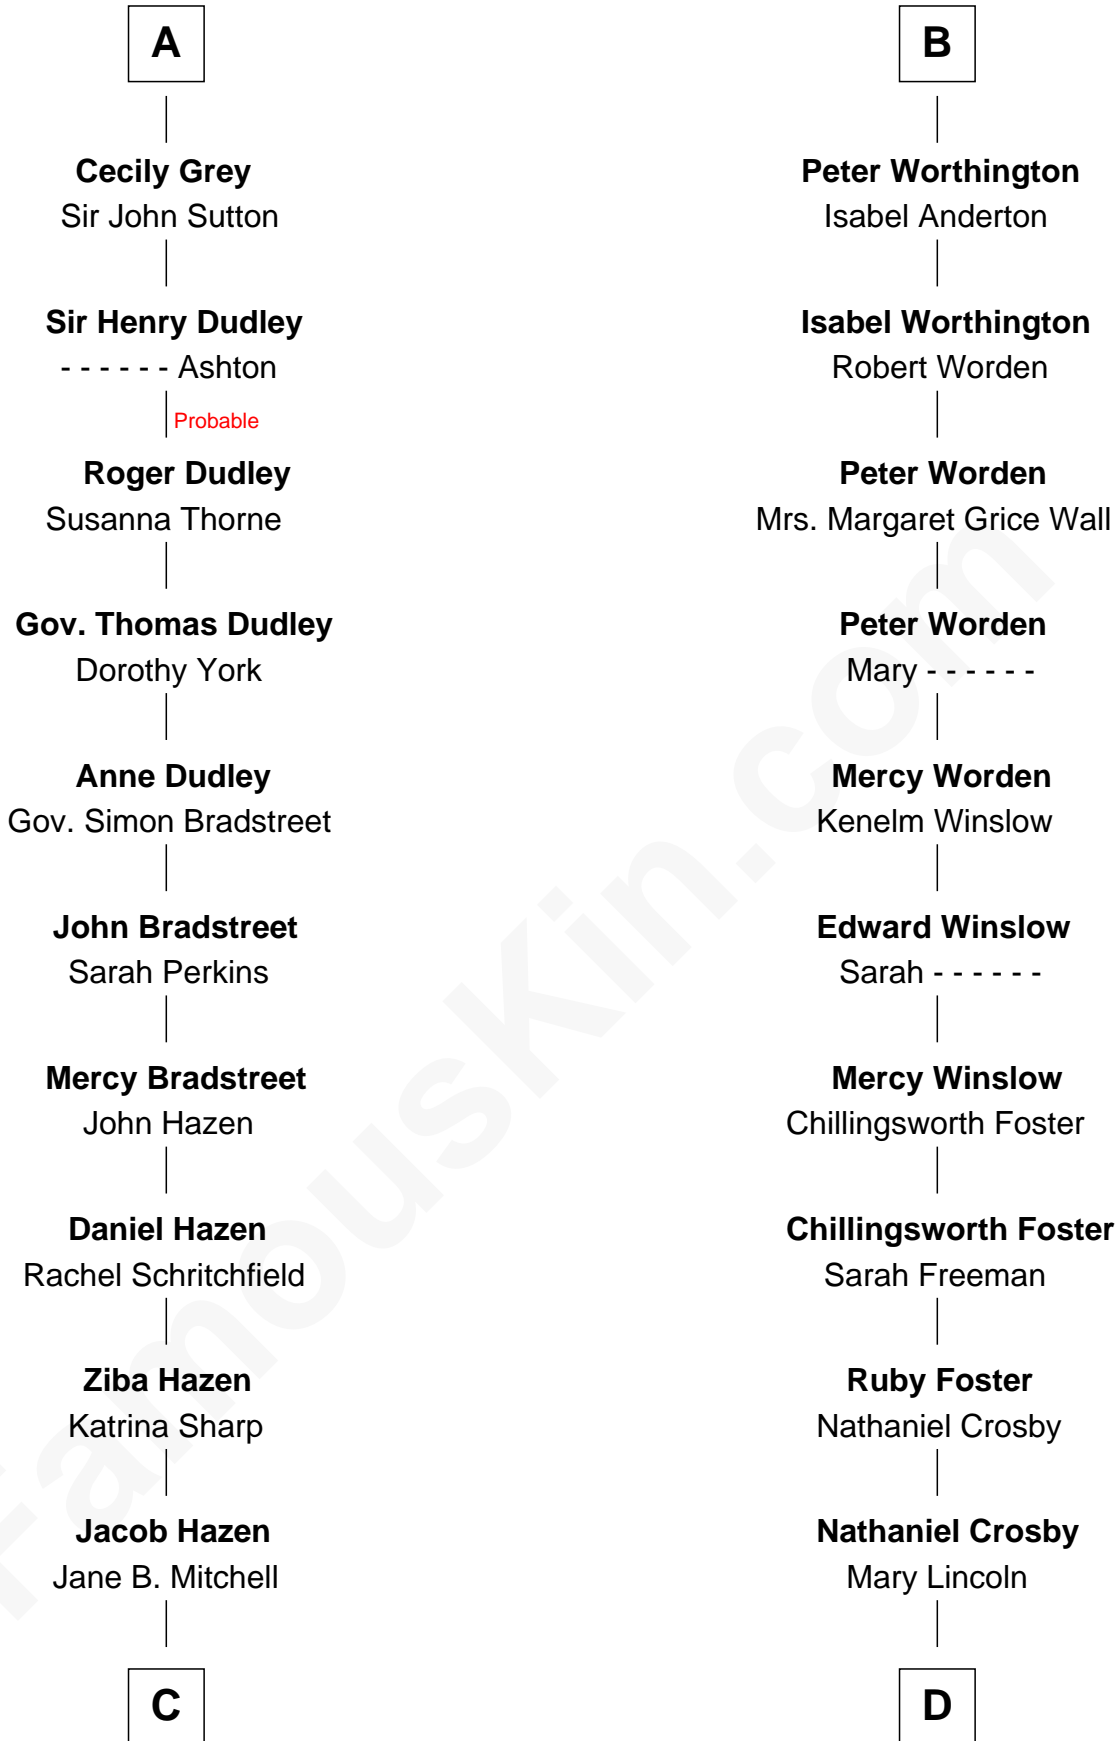 A
Cecily Grey
Sir John Sutton
Sir Henry Dudley
- - - - - - Ashton
Probable
Roger Dudley
Susanna Thorne
Gov. Thomas Dudley
Dorothy York
Anne Dudley
Gov. Simon Bradstreet
John Bradstreet
Sarah Perkins
Mercy Bradstreet
John Hazen
Daniel Hazen
Rachel Schritchfield
Ziba Hazen
Katrina Sharp
Jacob Hazen
Jane B. Mitchell
C
B
Peter Worthington
Isabel Anderton
Isabel Worthington
Robert Worden
Peter Worden
Mrs. Margaret Grice Wall
Peter Worden
Mary - - - - - -
Mercy Worden
Kenelm Winslow
Edward Winslow
Sarah - - - - - -
Mercy Winslow
Chillingsworth Foster
Chillingsworth Foster
Sarah Freeman
Ruby Foster
Nathaniel Crosby
Nathaniel Crosby
Mary Lincoln
D
FamousKin.com